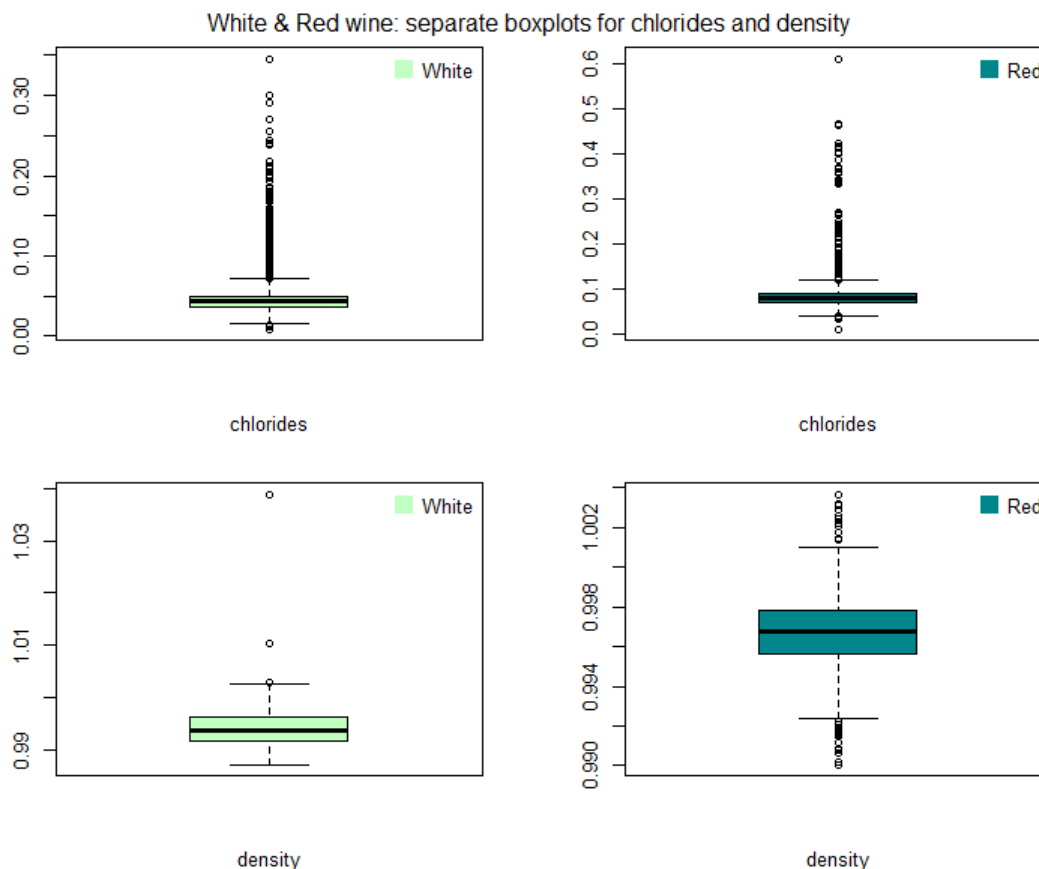 White & Red wine: separate boxplots for chlorides and density
White
0.30
0.20
0.10
0.00
chlorides
Red
0.6
0.5
0.4
0.3
0.2
0.1
0.0
chlorides
White
1.03
1.01
0.99
density
Red
1.002
0.998
0.994
0.990
density